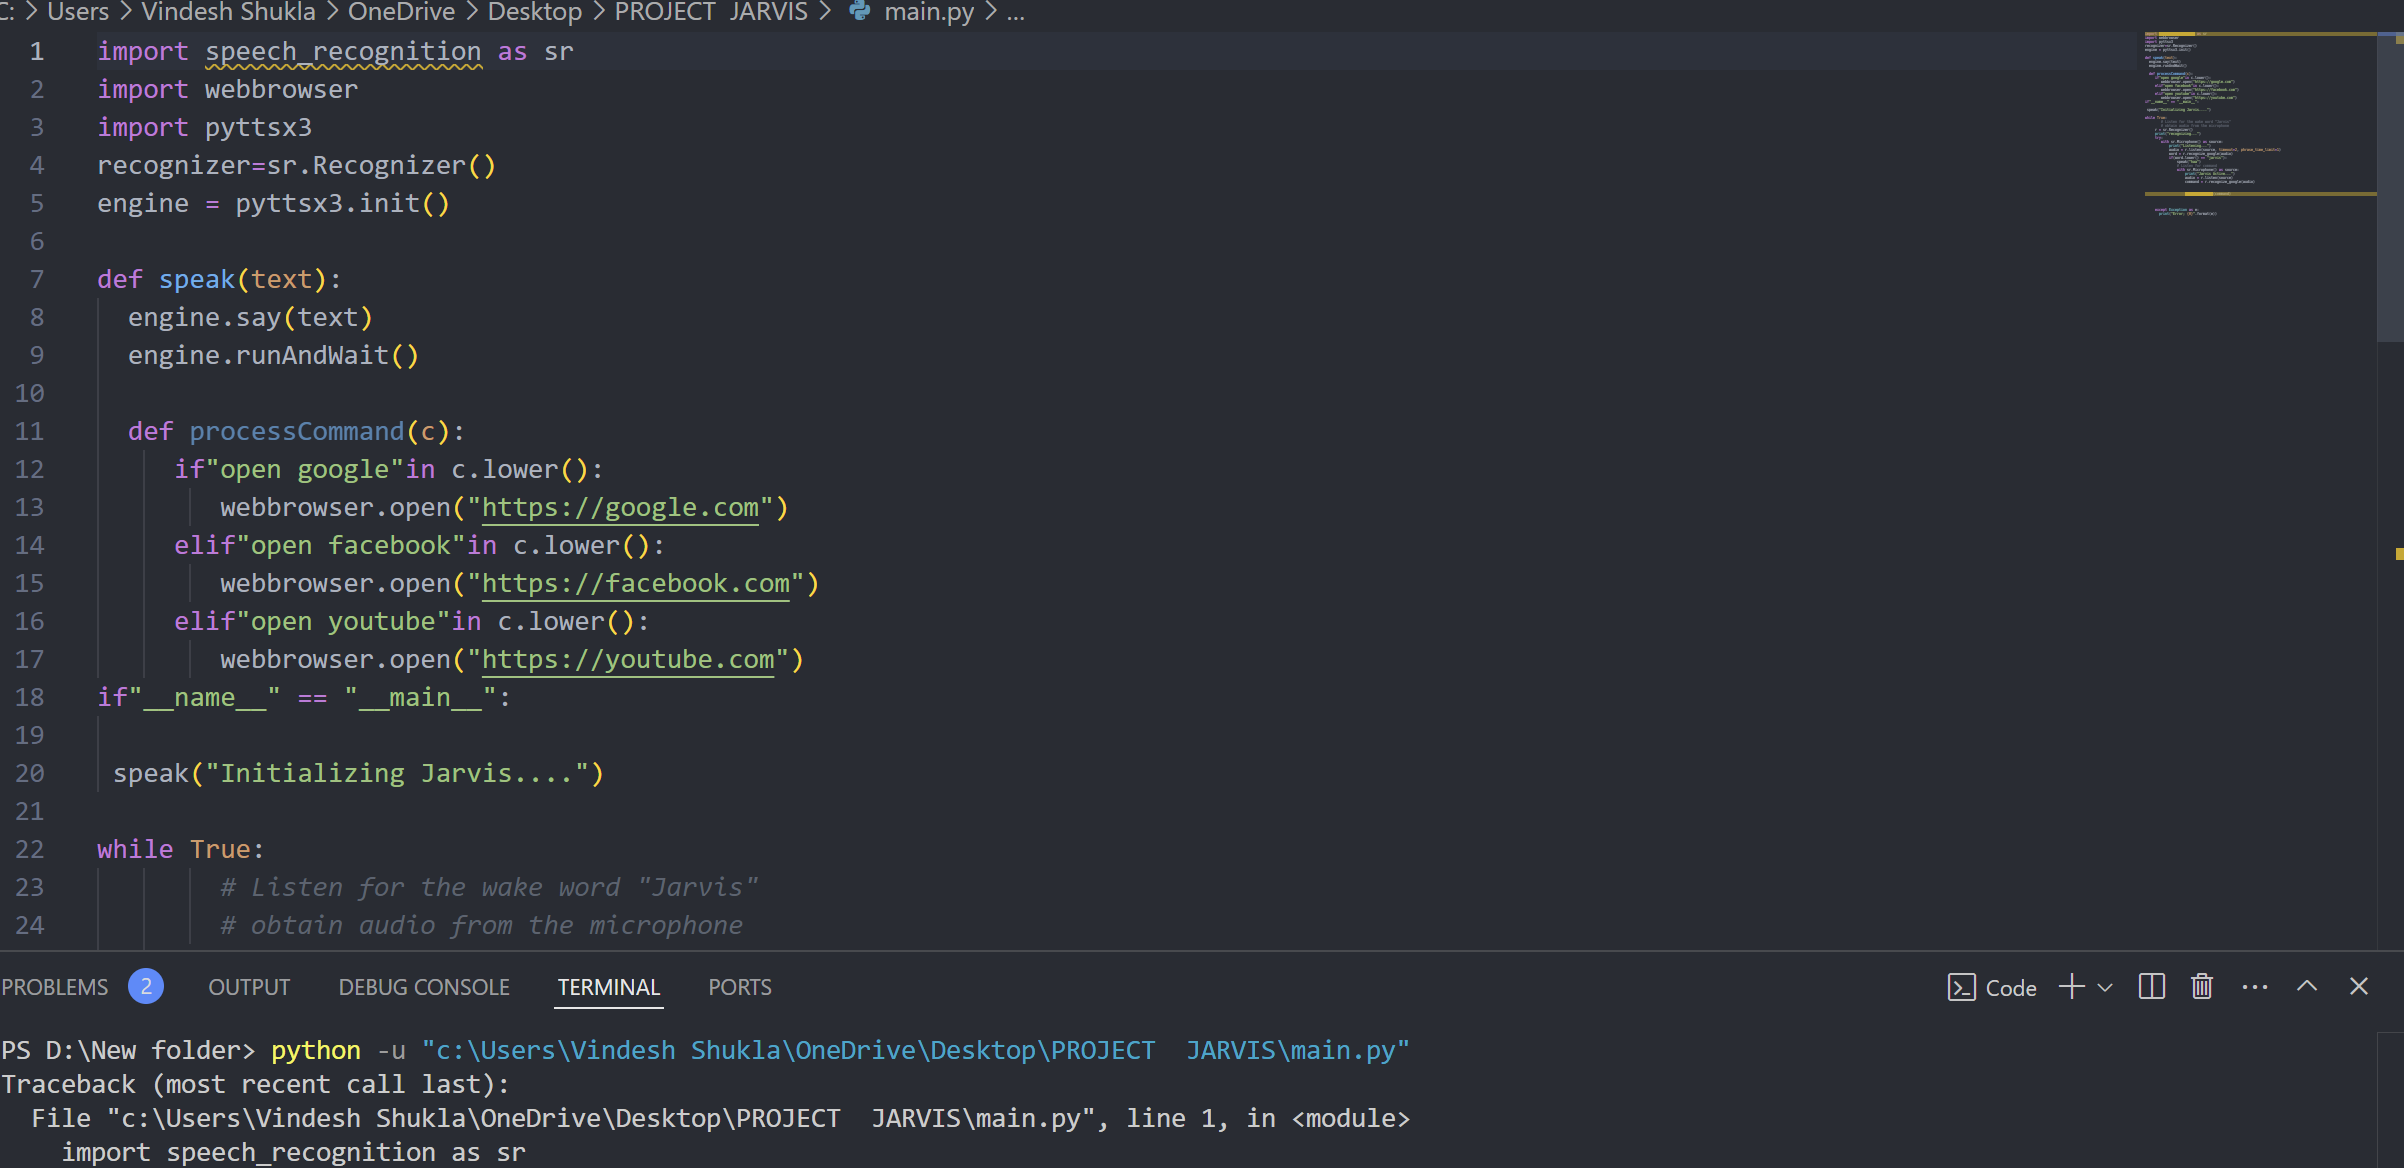 C: > Users > Vindesh Shukla > OneDrive > Desktop > PROJECT JARVIS > main.py > ...
1 import speech_recognition as sr
2 import webbrowser
3 import pyttsx3
4 recognizer=sr.Recognizer()
5 engine = pyttsx3.init()
6
7 def speak(text):
8   engine.say(text)
9   engine.runAndWait()
10
11   def processCommand(c):
12      if"open google"in c.lower():
13         webbrowser.open("https://google.com")
14      elif"open facebook"in c.lower():
15         webbrowser.open("https://facebook.com")
16      elif"open youtube"in c.lower():
17         webbrowser.open("https://youtube.com")
18 if"__name__" == "__main__":
19
20  speak("Initializing Jarvis....")
21
22 while True:
23         # Listen for the wake word "Jarvis"
24         # obtain audio from the microphone
PROBLEMS 2 OUTPUT DEBUG CONSOLE TERMINAL PORTS Code
PS D:\New folder> python -u "c:\Users\Vindesh Shukla\OneDrive\Desktop\PROJECT  JARVIS\main.py"
Traceback (most recent call last):
  File "c:\Users\Vindesh Shukla\OneDrive\Desktop\PROJECT  JARVIS\main.py", line 1, in <module>
    import speech_recognition as sr